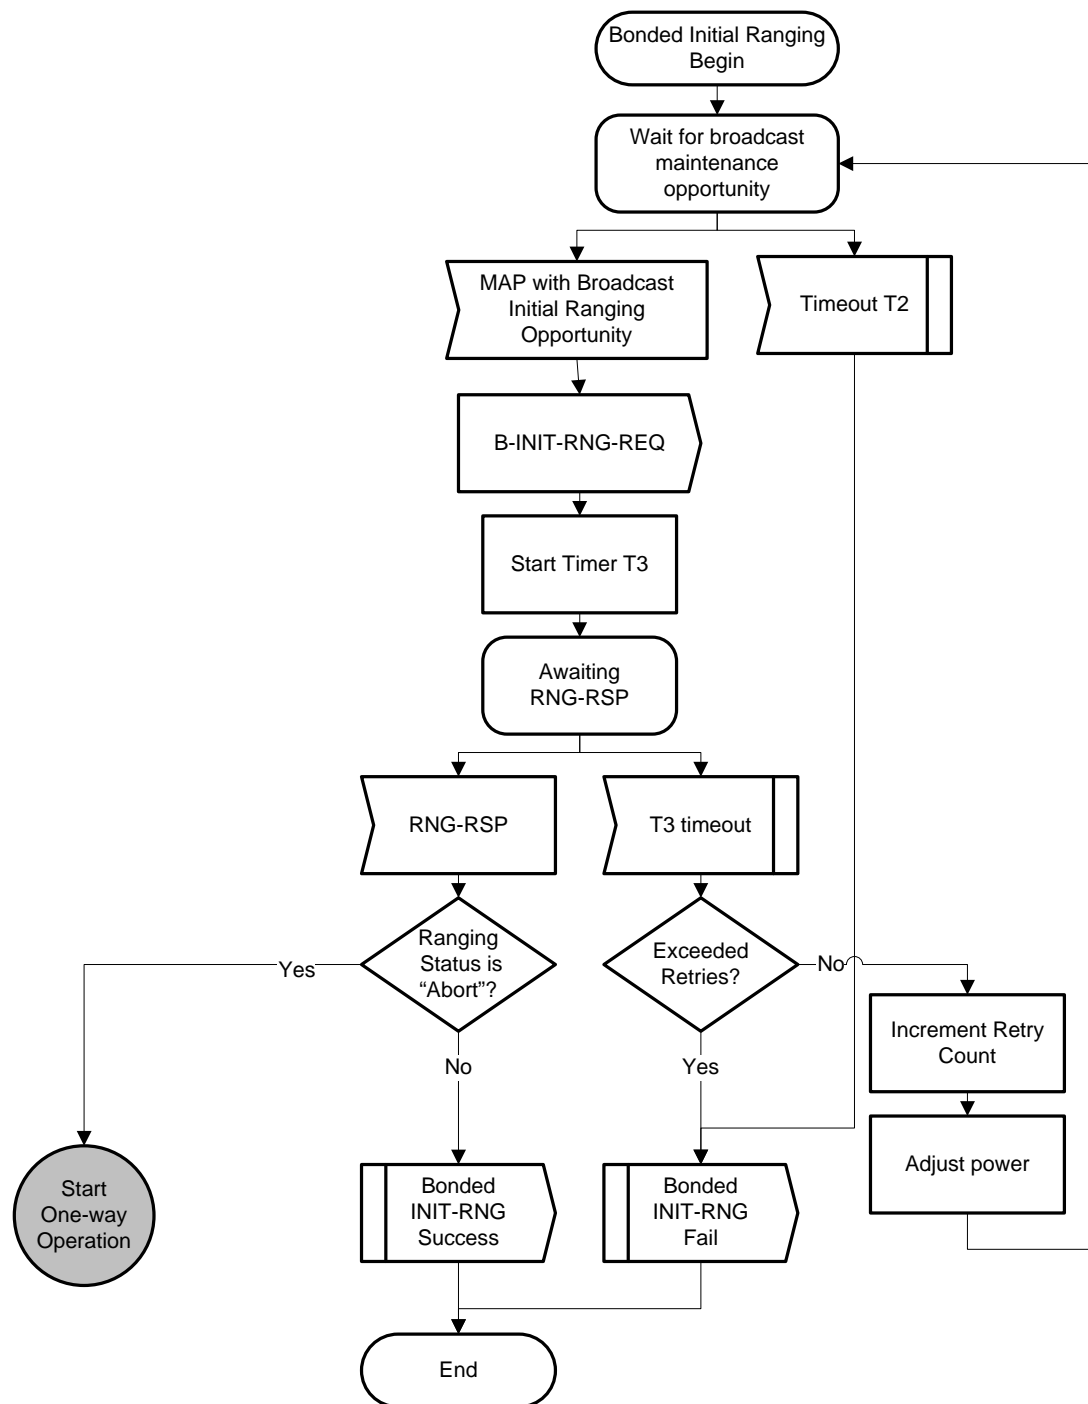 Bonded Initial Ranging
Begin
Wait for broadcast
maintenance
opportunity
MAP with Broadcast
Initial Ranging
Opportunity
Timeout T2
B-INIT-RNG-REQ
Start Timer T3
Awaiting
RNG-RSP
RNG-RSP
T3 timeout
Ranging
Status is
“Abort”?
Exceeded
Retries?
Yes
No
Increment Retry
Count
No
Yes
Adjust power
Start
One-way
Operation
Bonded
INIT-RNG
Success
Bonded
INIT-RNG
Fail
End